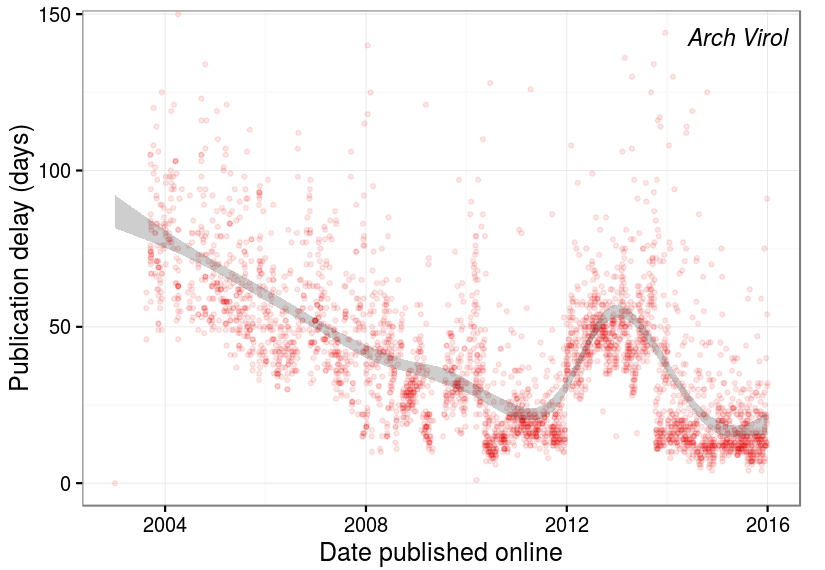 Arch Virol
150
100
50
0
Publication delay (days)
2004 2008 2012 2016
Date published online